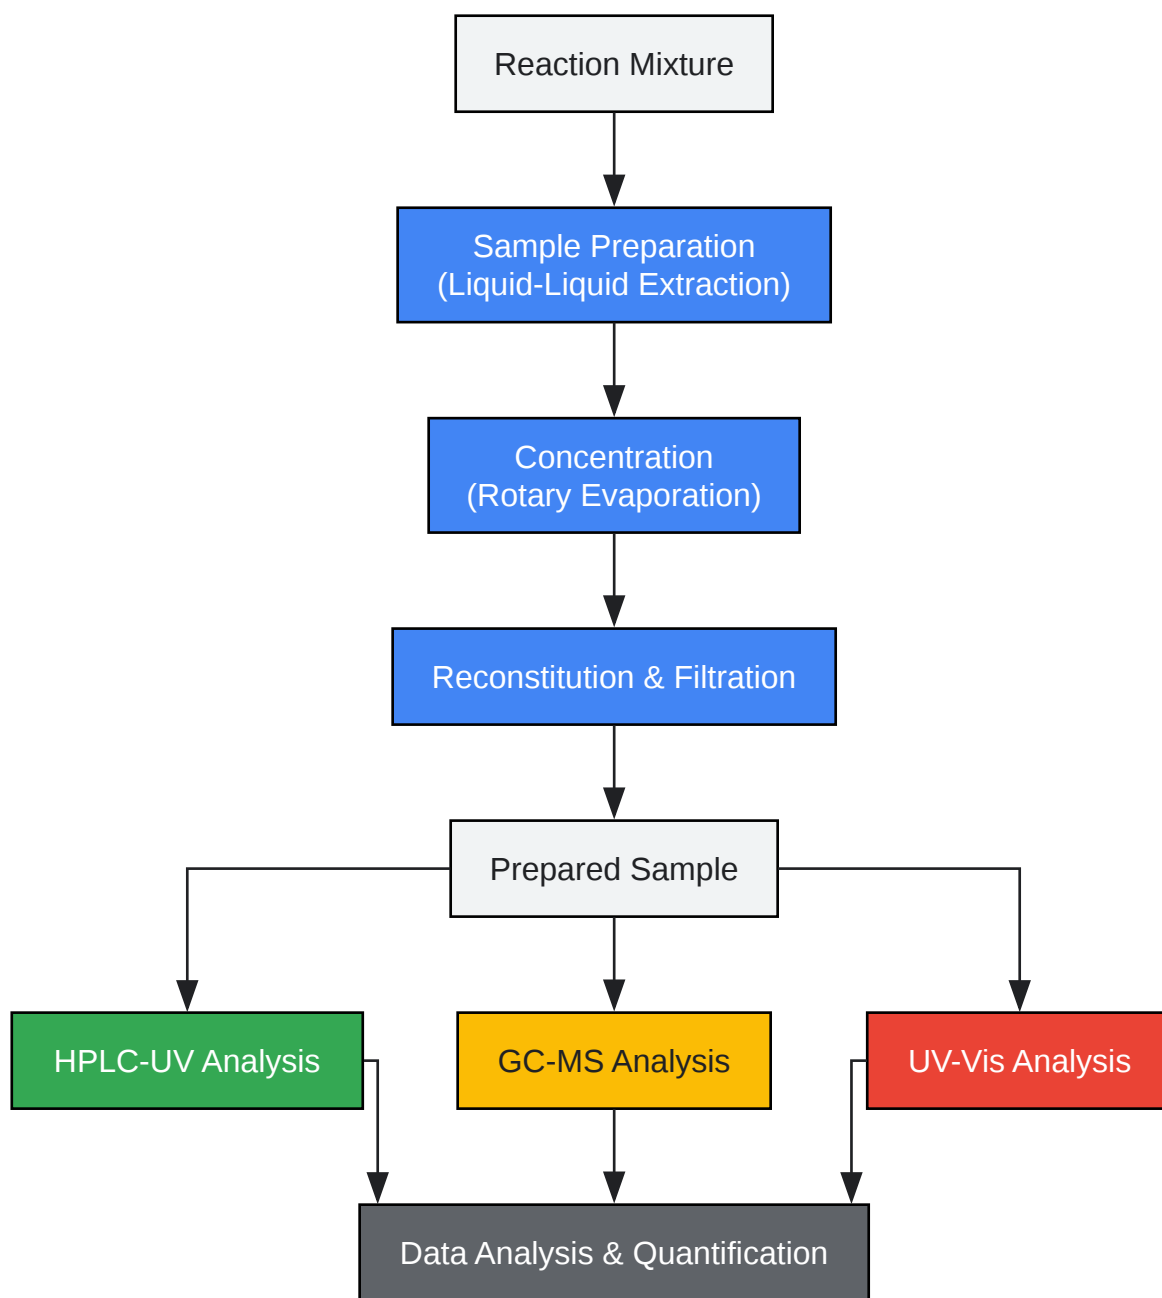 Reaction Mixture
Sample Preparation
(Liquid-Liquid Extraction)
Concentration
(Rotary Evaporation)
Reconstitution & Filtration
Prepared Sample
HPLC-UV Analysis
GC-MS Analysis
UV-Vis Analysis
Data Analysis & Quantification